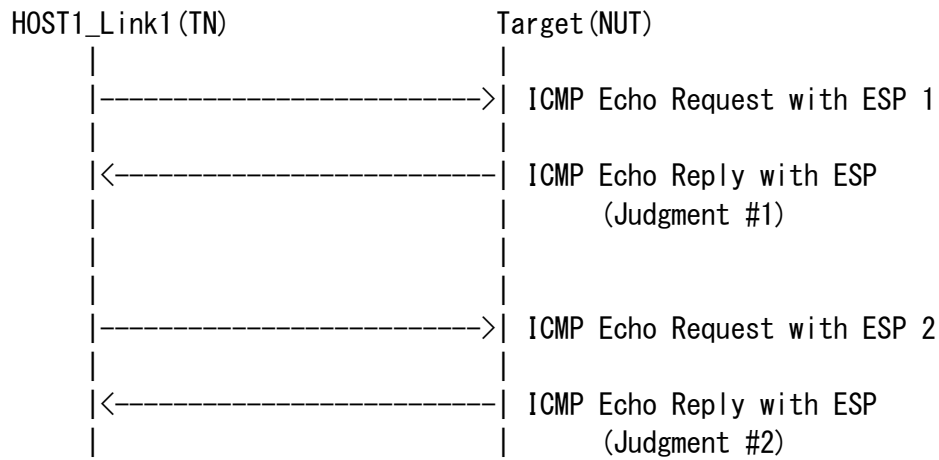 HOST1_Link1(TN) Target(NUT)
| |
|-------------------------->| ICMP Echo Request with ESP 1
| |
|<--------------------------| ICMP Echo Reply with ESP
| | (Judgment #1)
| |
| |
|-------------------------->| ICMP Echo Request with ESP 2
| |
|<--------------------------| ICMP Echo Reply with ESP
| | (Judgment #2)